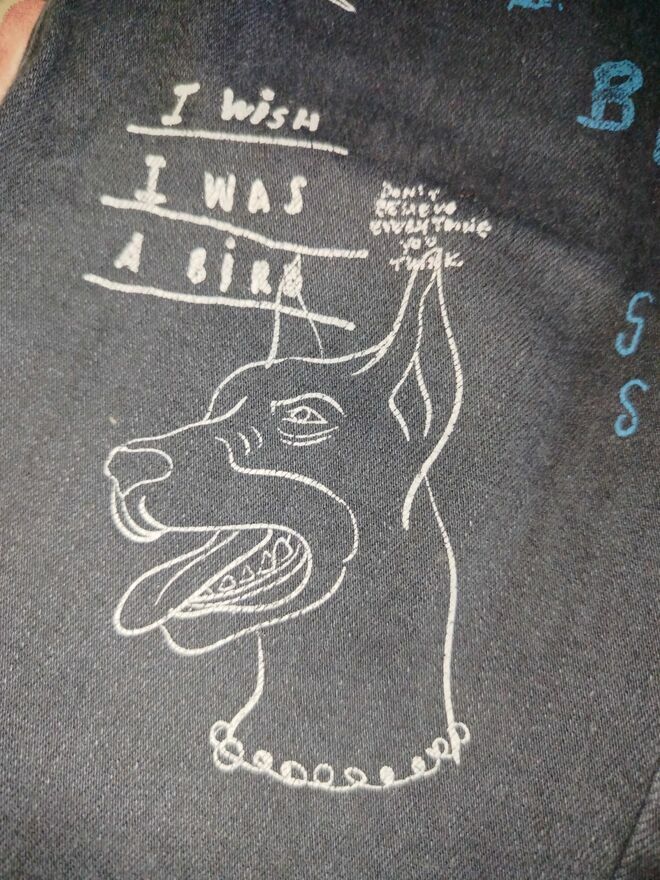 I WISH
I WAS
A BIRD
DON'T
BELIEVE
EVERYTHING
YOU
THINK
B
S
S